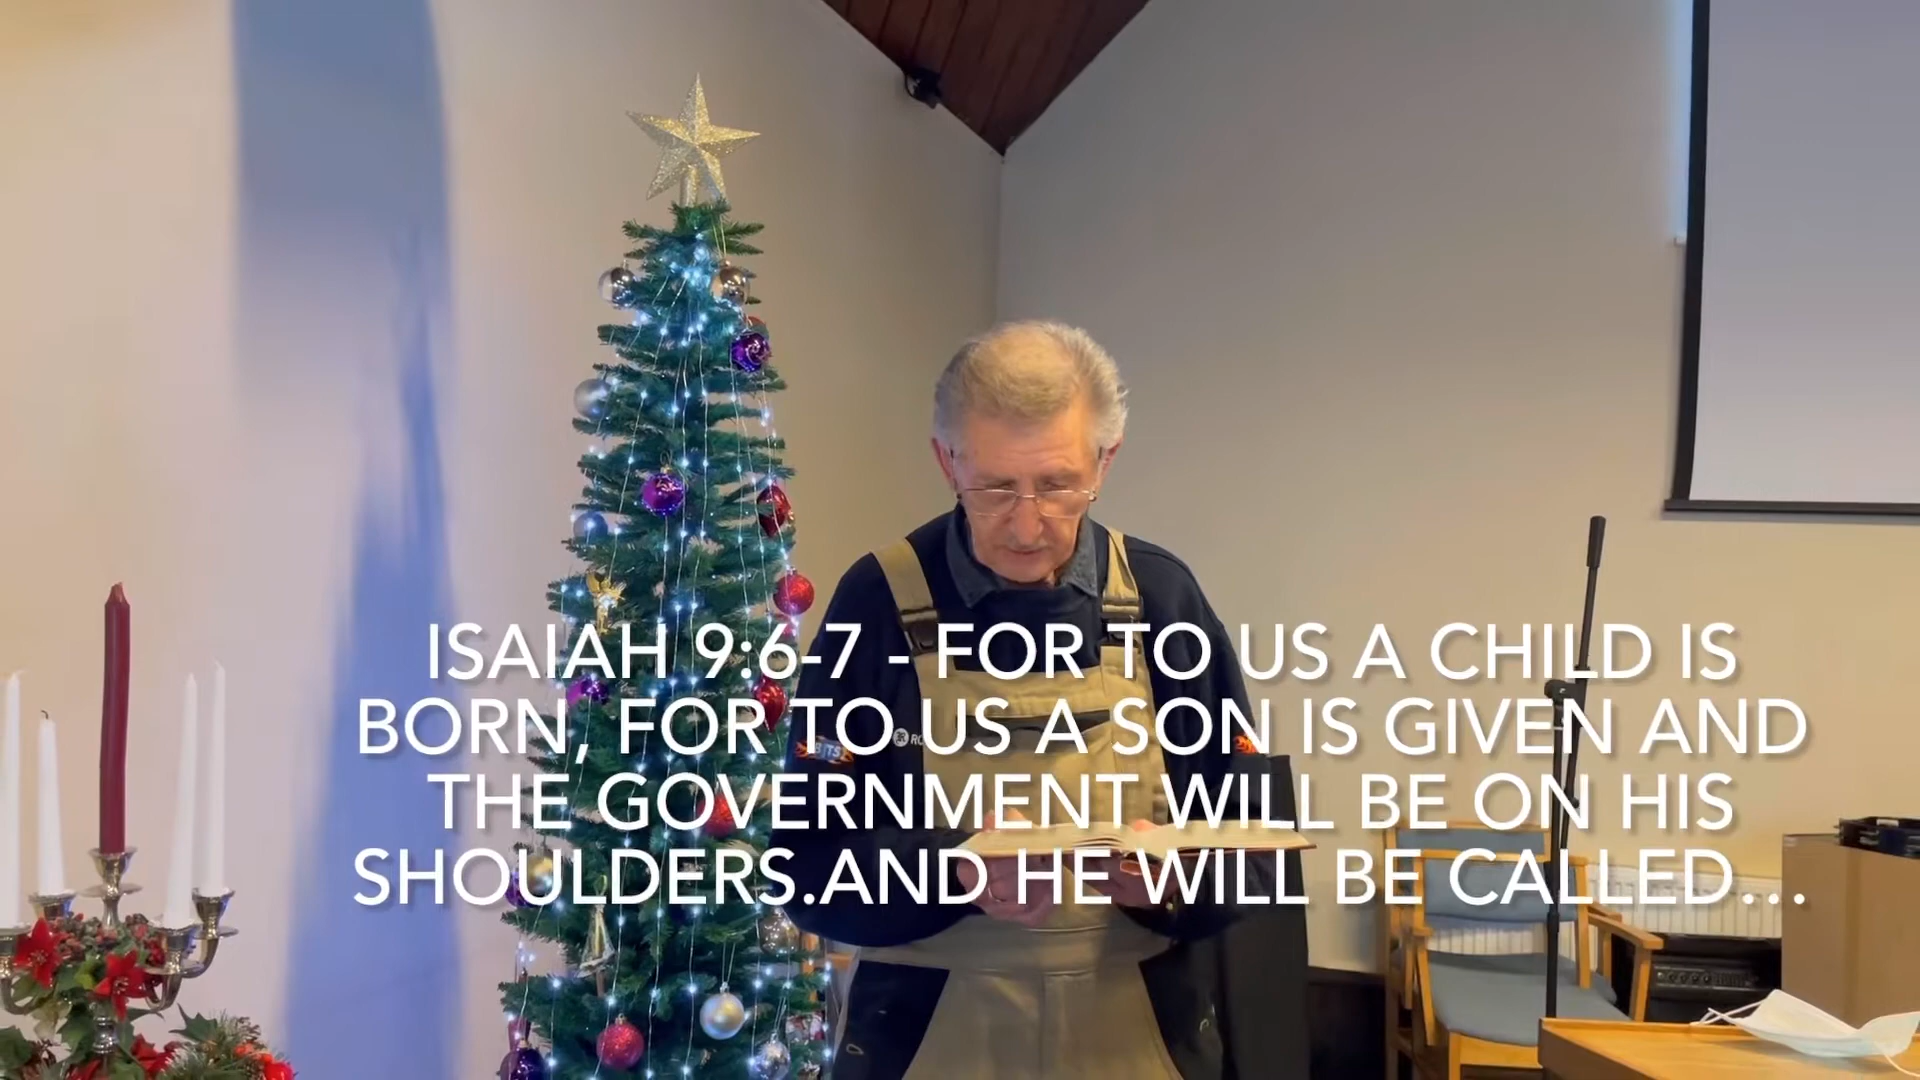 ISAIAH 9:6-7 - FOR TO US A CHILD IS
BORN, FOR TO US A SON IS GIVEN AND
THE GOVERNMENT WILL BE ON HIS
SHOULDERS.AND HE WILL BE CALLED...